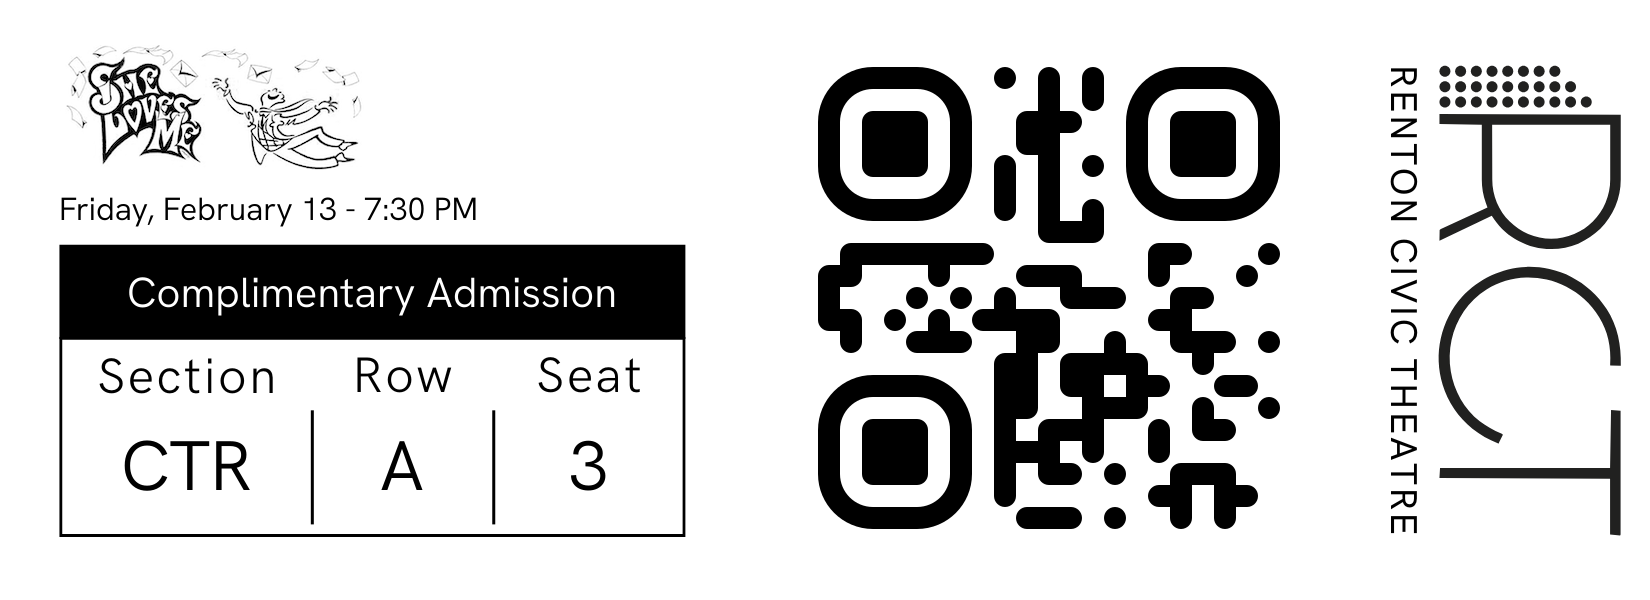 SHE
LOVES
ME
Friday, February 13 - 7:30 PM
Complimentary Admission
Section Row Seat
CTR A 3
RENTON CIVIC THEATRE
RCT